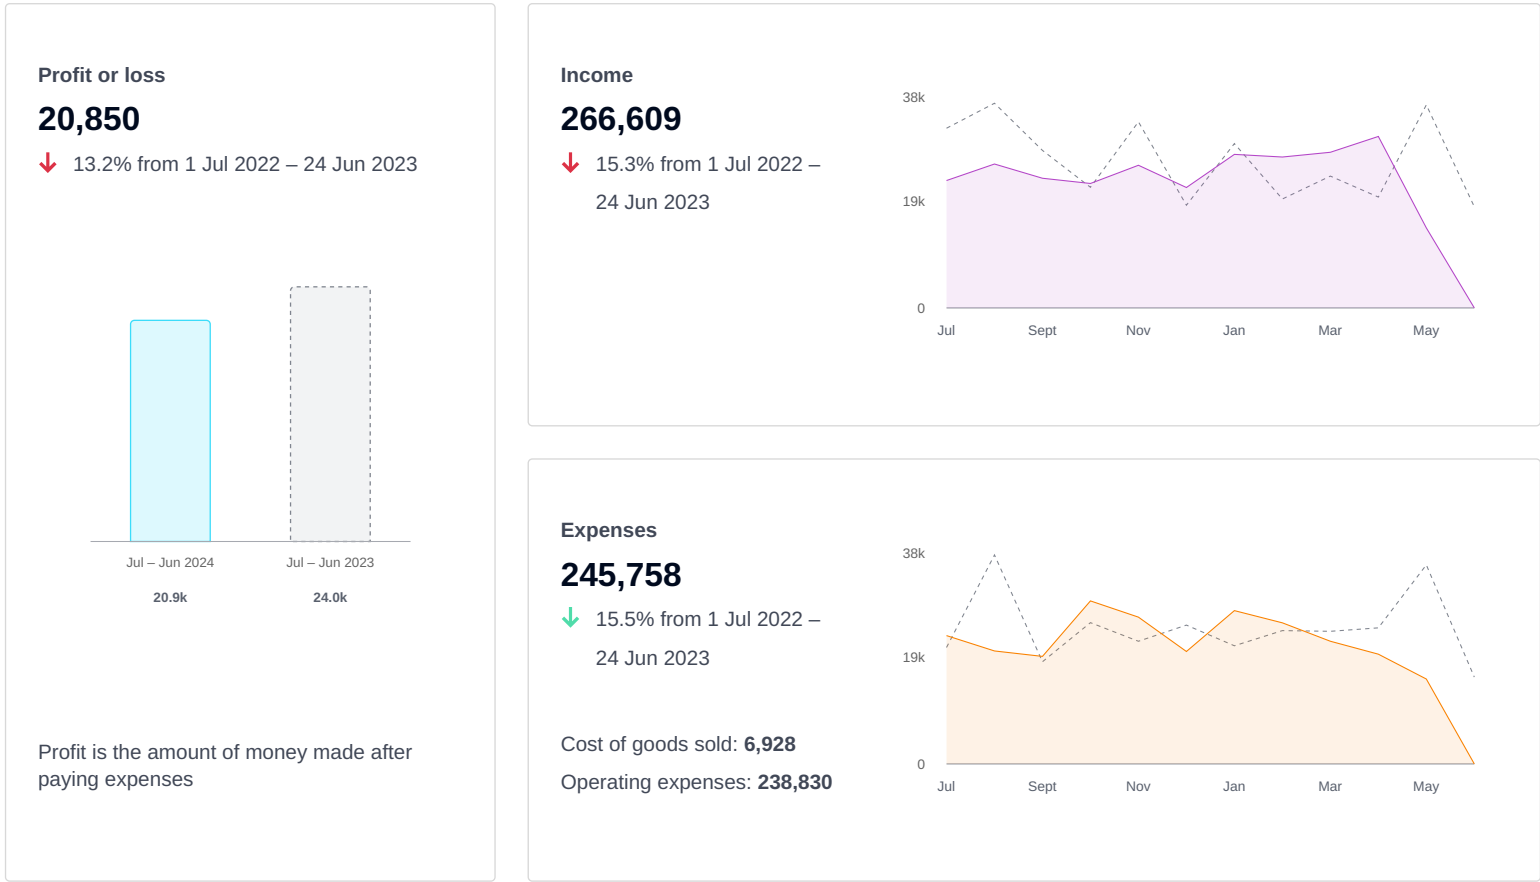 Profit or loss
20,850
13.2% from 1 Jul 2022 – 24 Jun 2023
Jul – Jun 2024
Jul – Jun 2023
20.9k
24.0k
Profit is the amount of money made after
paying expenses
Income
266,609
15.3% from 1 Jul 2022 –
24 Jun 2023
38k
19k
0
Jul
Sept
Nov
Jan
Mar
May
Expenses
245,758
15.5% from 1 Jul 2022 –
24 Jun 2023
Cost of goods sold: 6,928
Operating expenses: 238,830
38k
19k
0
Jul
Sept
Nov
Jan
Mar
May